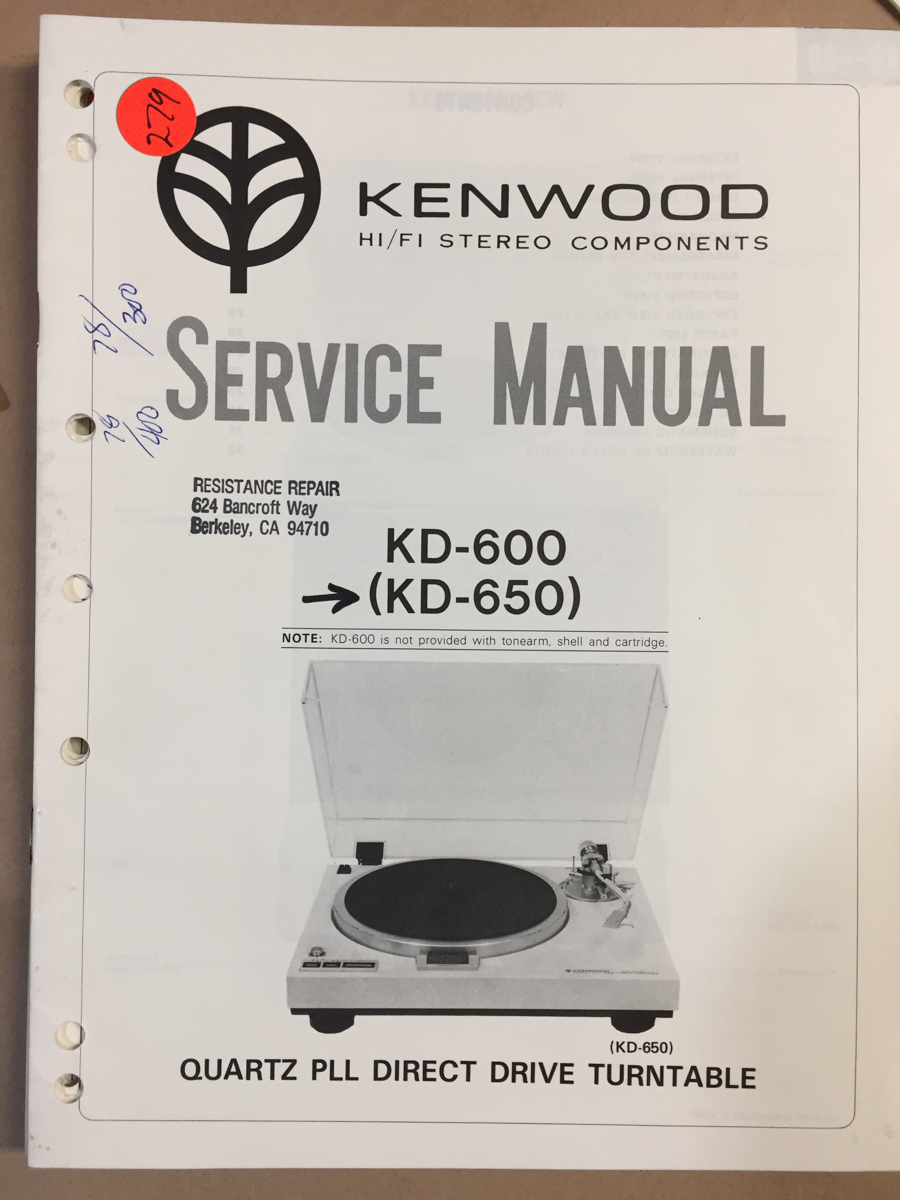 279
KENWOOD
HI/FI STEREO COMPONENTS
78/
/300
SERVICE MANUAL
78
/400
RESISTANCE REPAIR
624 Bancroft Way
Berkeley, CA 94710
KD-600
→(KD-650)
NOTE: KD-600 is not provided with tonearm, shell and cartridge.
KENWOOD
(KD-650)
QUARTZ PLL DIRECT DRIVE TURNTABLE